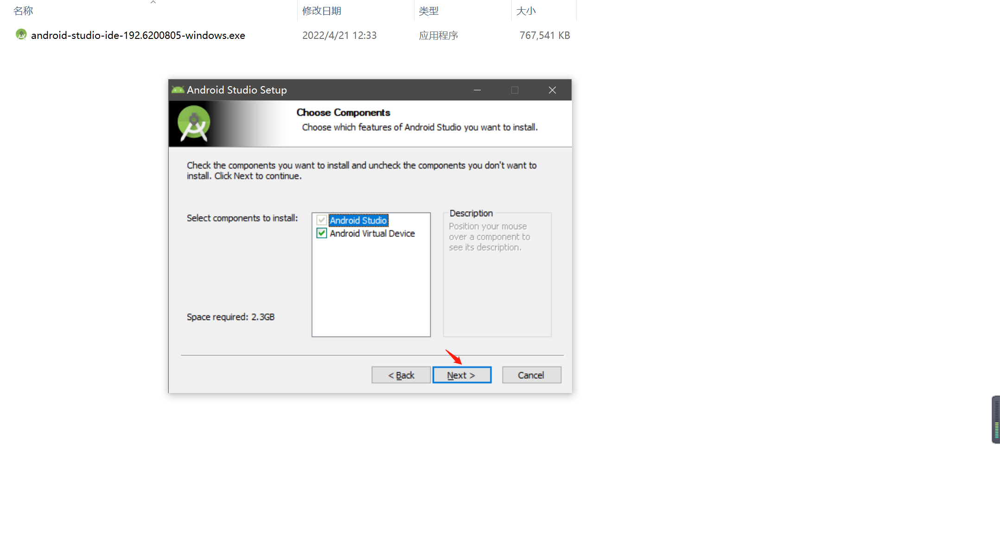 名称 修改日期 类型 大小
android-studio-ide-192.6200805-windows.exe 2022/4/21 12:33 应用程序 767,541 KB
Android Studio Setup
Choose Components
Choose which features of Android Studio you want to install.
Check the components you want to install and uncheck the components you don't want to
install. Click Next to continue.
Select components to install:
Android Studio
Android Virtual Device
Description
Position your mouse
over a component to
see its description.
Space required: 2.3GB
< Back Next > Cancel